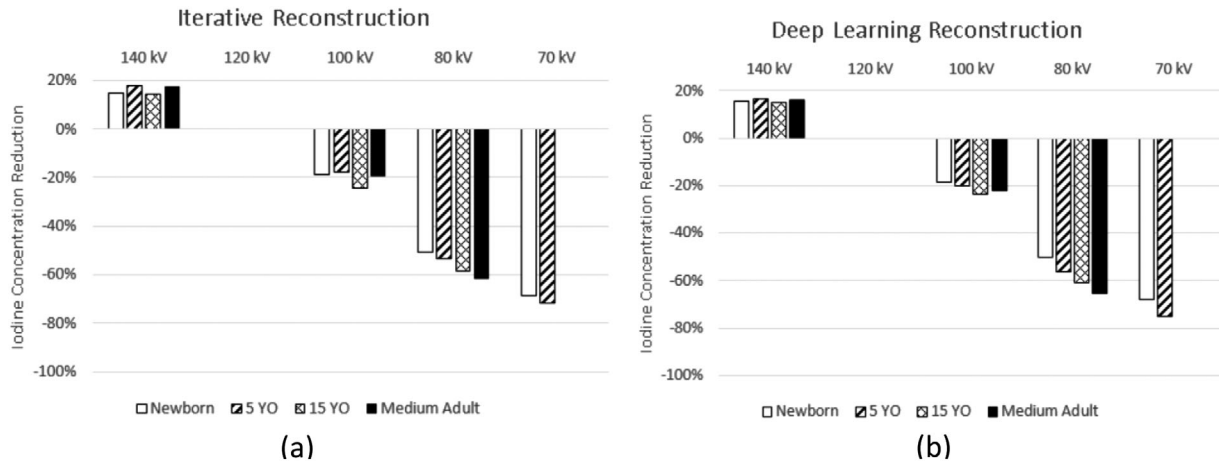 Iterative Reconstruction
140 kV 120 kV 100 kV 80 kV 70 kV
20%
0%
-20%
-40%
-60%
-80%
-100%
Iodine Concentration Reduction
Newborn 5 YO 15 YO Medium Adult
(a)
Deep Learning Reconstruction
140 kV 120 kV 100 kV 80 kV 70 kV
20%
0%
-20%
-40%
-60%
-80%
-100%
Iodine Concentration Reduction
Newborn 5 YO 15 YO Medium Adult
(b)